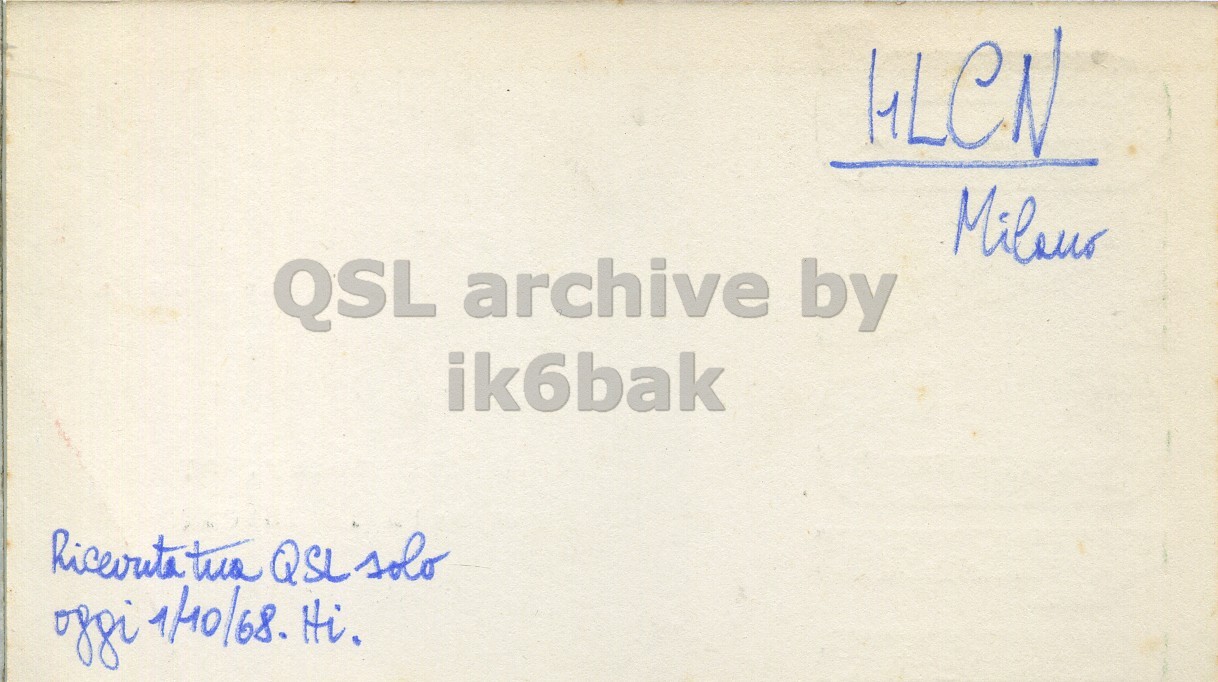 I1LCN
Milano
QSL archive by
ik6bak
Ricevuta tua QSL solo
oggi 1/10/68. Hi.